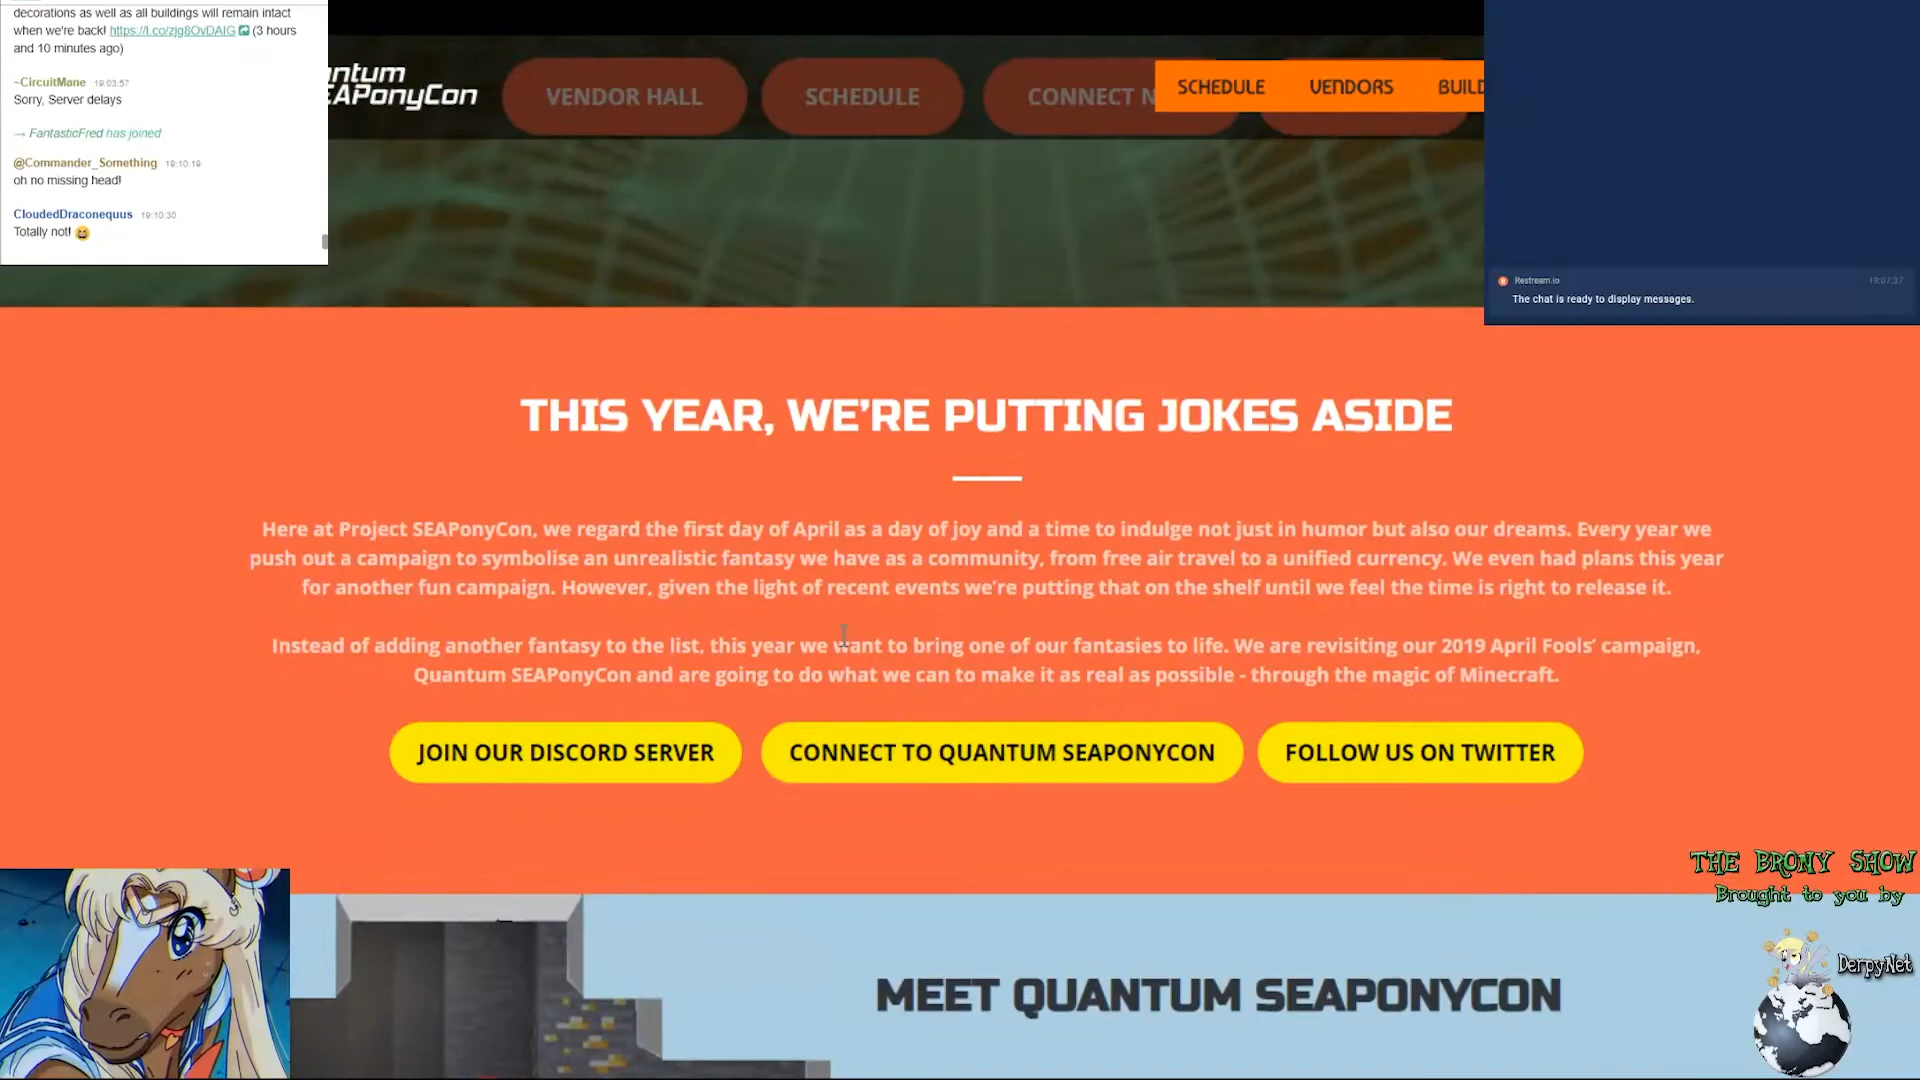 decorations as well as all buildings will remain intact
when we're back! https://t.co/zjg8OvDAIG (3 hours
and 10 minutes ago)
~CircuitMane 19:03:57
Sorry, Server delays
→ FantasticFred has joined
@Commander_Something 19:10:19
oh no missing head!
CloudedDraconequus 19:10:30
Totally not!
ntum
EAPonyCon
VENDOR HALL
SCHEDULE
CONNECT N
SCHEDULE VENDORS BUILD
Restream.io 19:07:37
The chat is ready to display messages.
THIS YEAR, WE'RE PUTTING JOKES ASIDE
Here at Project SEAPonyCon, we regard the first day of April as a day of joy and a time to indulge not just in humor but also our dreams. Every year we
push out a campaign to symbolise an unrealistic fantasy we have as a community, from free air travel to a unified currency. We even had plans this year
for another fun campaign. However, given the light of recent events we're putting that on the shelf until we feel the time is right to release it.
Instead of adding another fantasy to the list, this year we want to bring one of our fantasies to life. We are revisiting our 2019 April Fools' campaign,
Quantum SEAPonyCon and are going to do what we can to make it as real as possible - through the magic of Minecraft.
JOIN OUR DISCORD SERVER
CONNECT TO QUANTUM SEAPONYCON
FOLLOW US ON TWITTER
THE BRONY SHOW
Brought to you by
DerpyNet
MEET QUANTUM SEAPONYCON